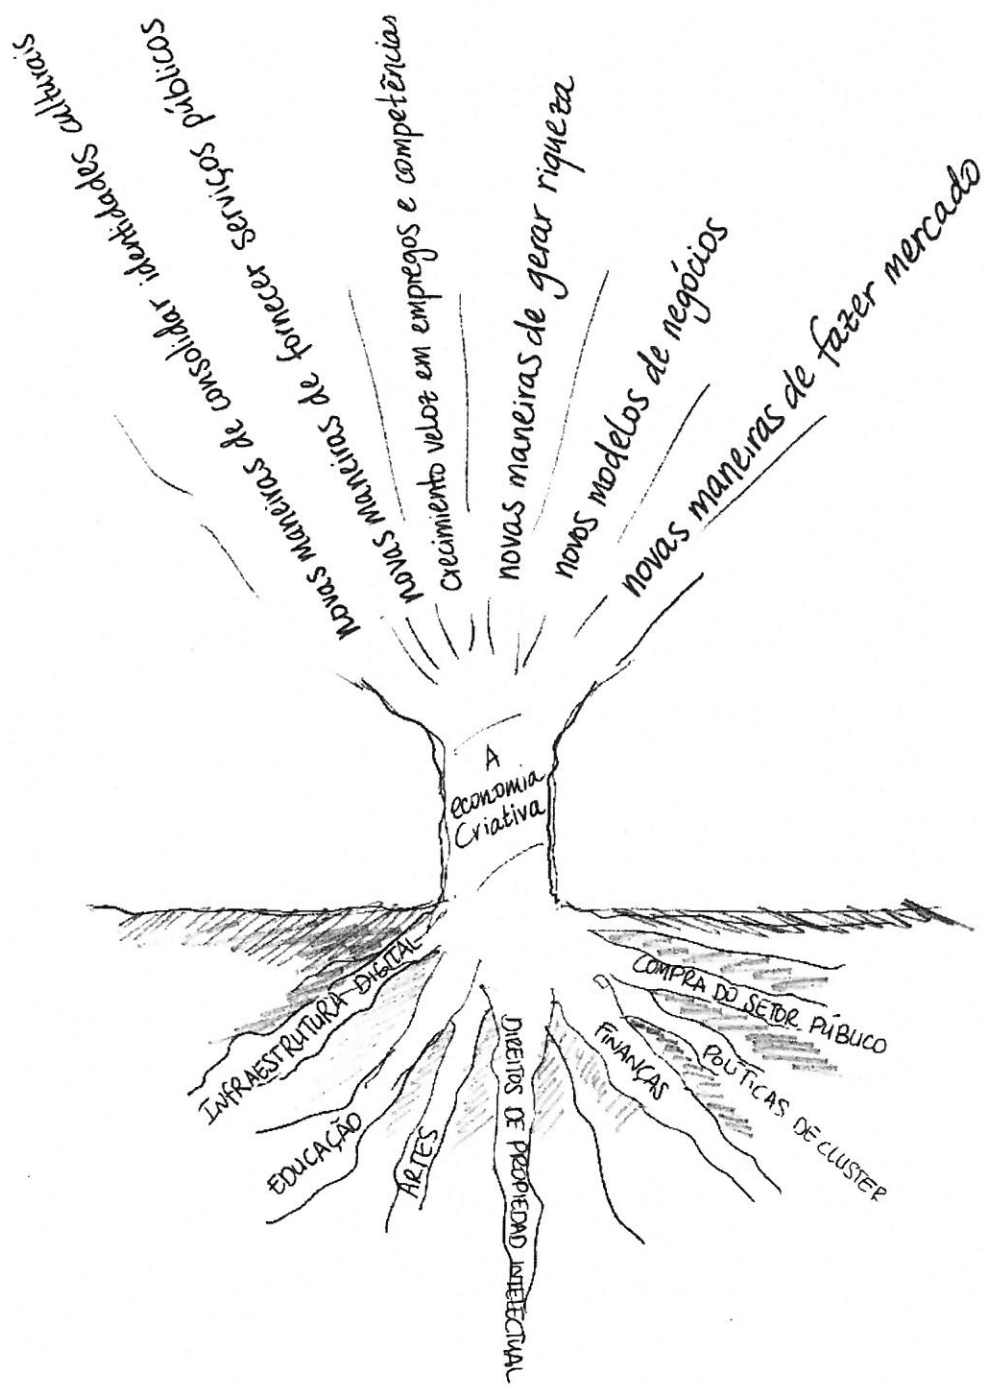 novas maneiras de consolidar identidades culturais
novas maneiras de fornecer serviços públicos
crecimiento veloz em empregos e competências
novas maneiras de gerar riqueza
novos modelos de negócios
novas maneiras de fazer mercado
A
economia
Criativa
INFRAESTRUTURA DIGITAL
EDUCAÇÃO
ARTES
DIREITOS DE PROPIEDAD INTELECTUAL
FINANÇAS
POLÍTICAS DE CLUSTER
COMPRA DO SETOR PÚBLICO